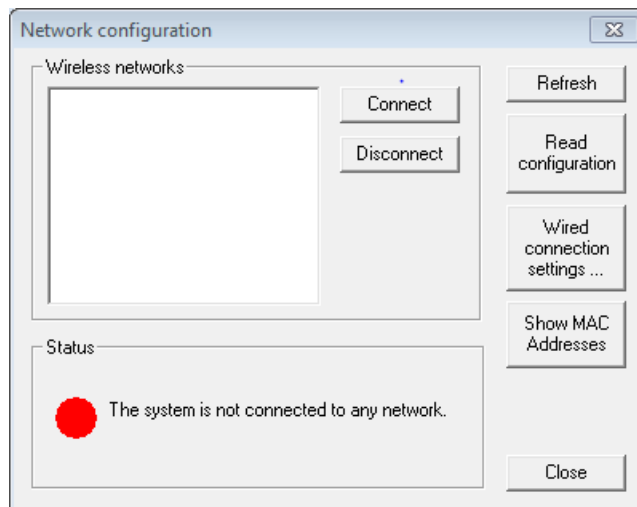 Network configuration
Wireless networks
Connect
Disconnect
Refresh
Read
configuration
Wired
connection
settings ...
Show MAC
Addresses
Status
The system is not connected to any network.
Close